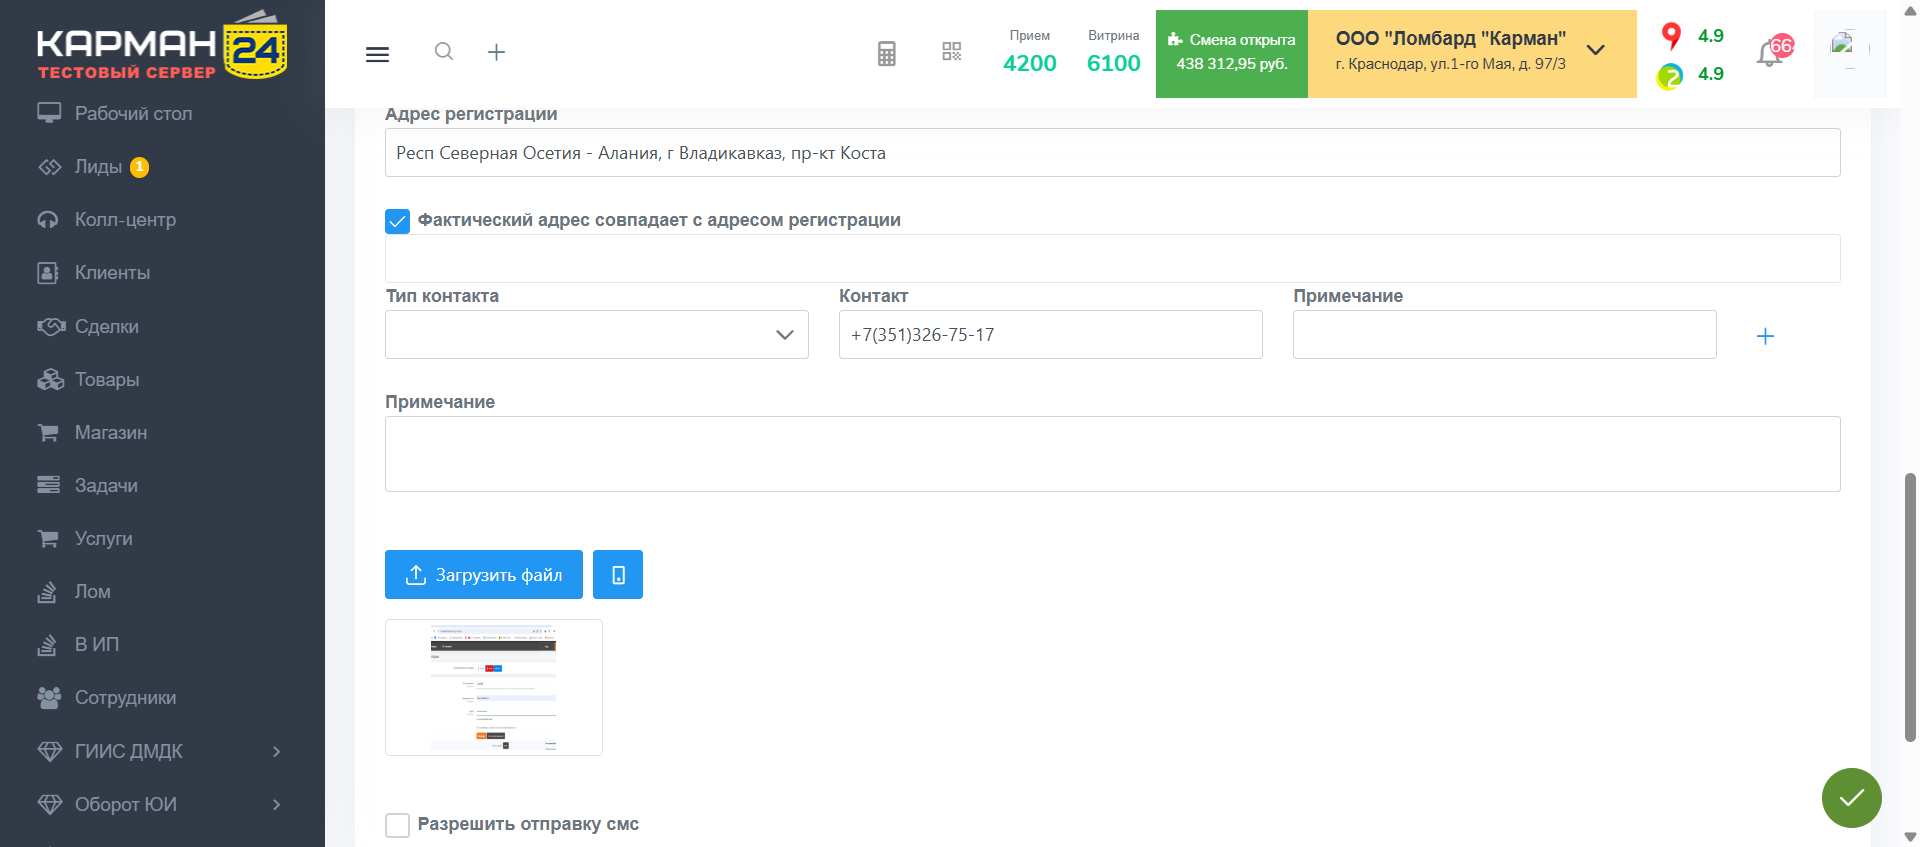 КАРМАН 24
ТЕСТОВЫЙ СЕРВЕР
Рабочий стол
Лиды 1
Колл-центр
Клиенты
Сделки
Товары
Магазин
Задачи
Услуги
Лом
В ИП
Сотрудники
ГИИС ДМДК
Оборот ЮИ
Прием
4200
Витрина
6100
Смена открыта
438 312,95 руб.
ООО "Ломбард "Карман"
г. Краснодар, ул.1-го Мая, д. 97/3
4.9
2
4.9
Адрес регистрации
Респ Северная Осетия - Алания, г Владикавказ, пр-кт Коста
Фактический адрес совпадает с адресом регистрации
Тип контакта
Контакт
Примечание
+7(351)326-75-17
Примечание
Загрузить файл
Разрешить отправку смс